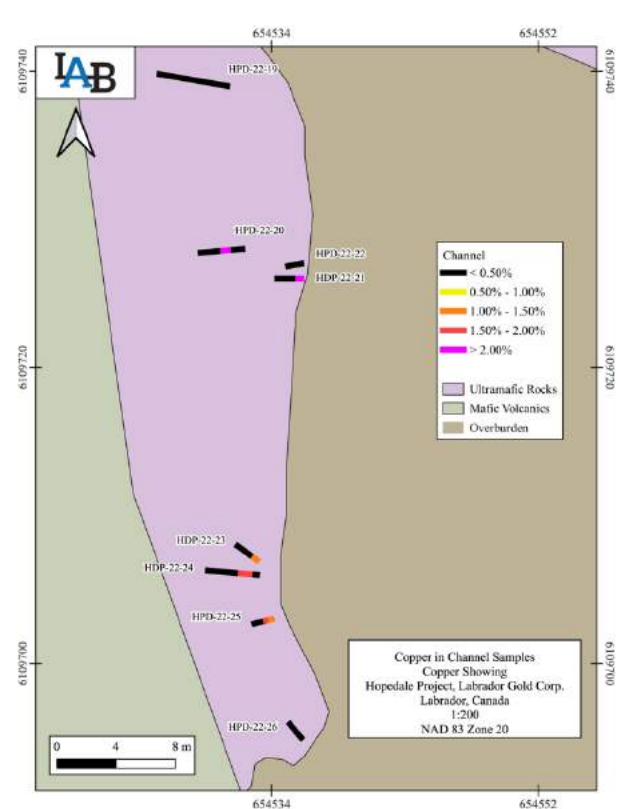 654534
654552
6109740
IAB
HPD-22-19
6109740
HPD-22-20
HPD-22-22
HDP-22-21
Channel
< 0.50%
0.50% - 1.00%
1.00% - 1.50%
1.50% - 2.00%
> 2.00%
Ultramafic Rocks
Mafic Volcanics
Overburden
6109720
6109720
HDP-22-23
HDP-22-24
HPD-22-25
6109700
6109700
Copper in Channel Samples
Copper Showing
Hopedale Project, Labrador Gold Corp.
Labrador, Canada
1:200
NAD 83 Zone 20
HPD-22-26
0 4 8 m
654534
654552